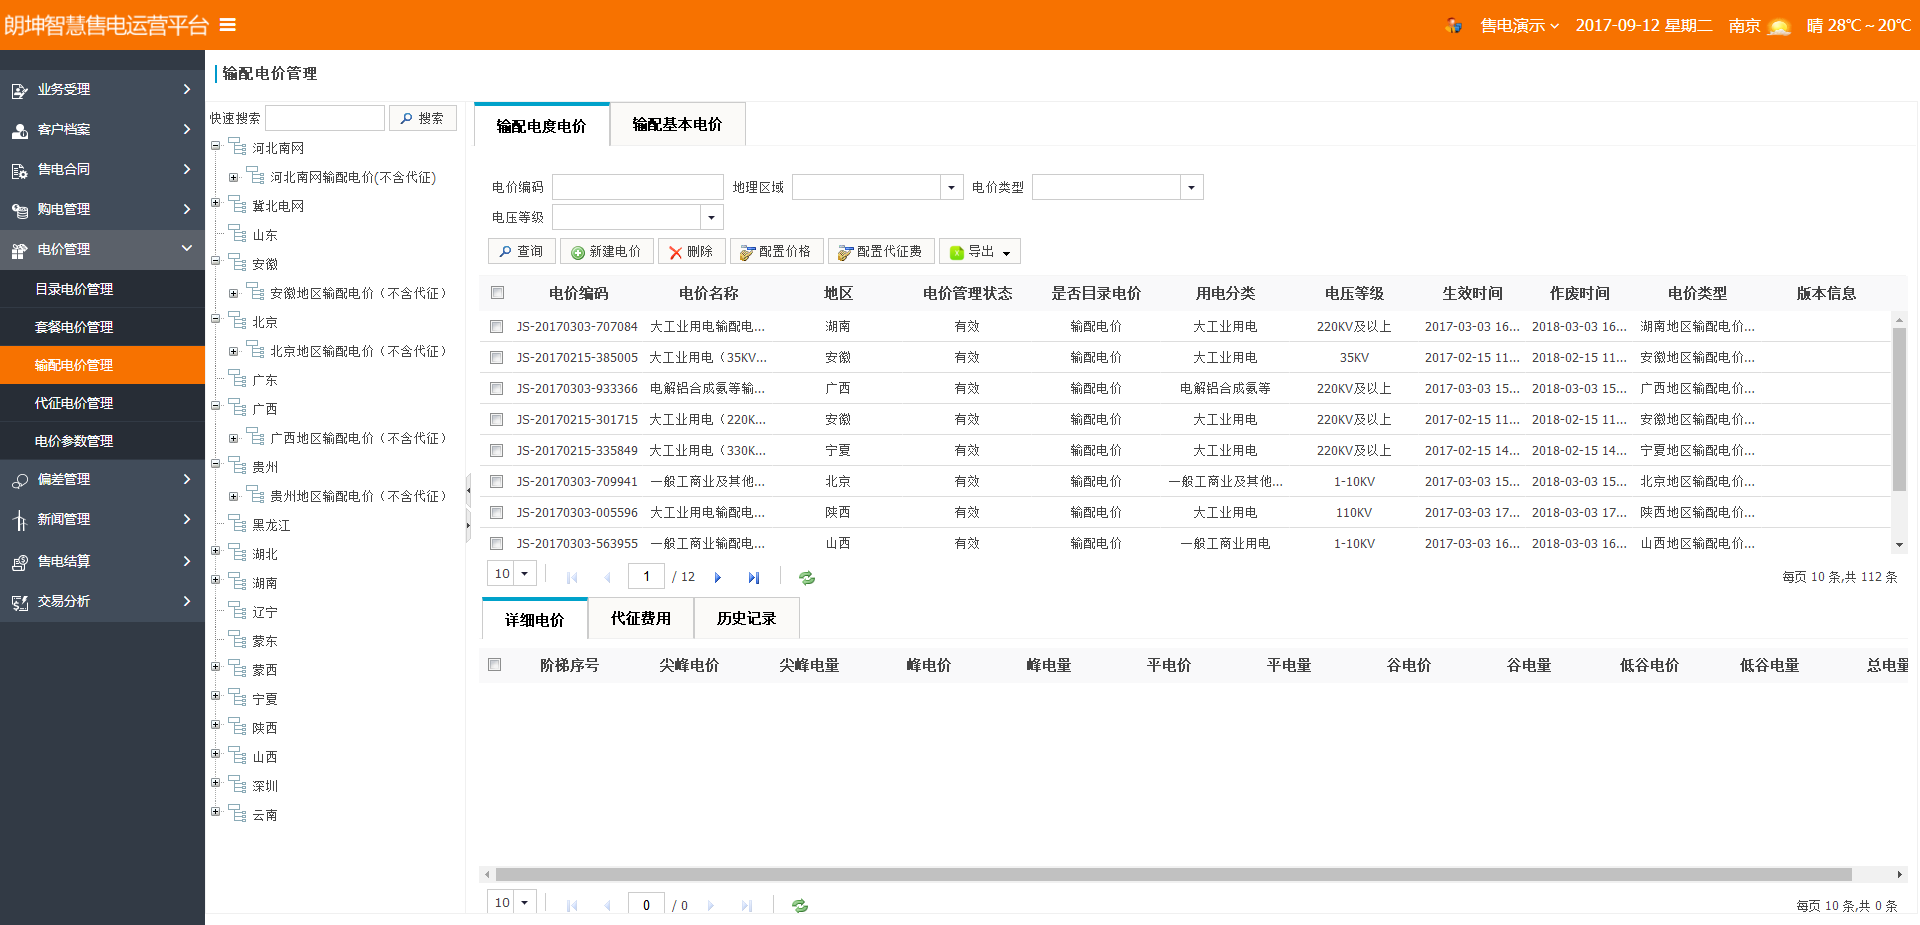 朗坤智慧售电运营平台
售电演示 2017-09-12 星期二 南京 晴 28℃ ~ 20℃
业务受理
客户档案
售电合同
购电管理
电价管理
目录电价管理
套餐电价管理
输配电价管理
代征电价管理
电价参数管理
偏差管理
新闻管理
售电结算
交易分析
输配电价管理
快速搜索 搜索
河北南网
河北南网输配电价(不含代征)
冀北电网
山东
安徽
安徽地区输配电价（不含代征）
北京
北京地区输配电价（不含代征）
广东
广西
广西地区输配电价（不含代征）
贵州
贵州地区输配电价（不含代征）
黑龙江
湖北
湖南
辽宁
蒙东
蒙西
宁夏
陕西
山西
深圳
云南
输配电度电价 输配基本电价
电价编码 地理区域 电价类型
电压等级
查询 新建电价 删除 配置价格 配置代征费 导出
电价编码 电价名称 地区 电价管理状态 是否目录电价 用电分类 电压等级 生效时间 作废时间 电价类型 版本信息
JS-20170303-707084 大工业用电输配电... 湖南 有效 输配电价 大工业用电 220KV及以上 2017-03-03 16... 2018-03-03 16... 湖南地区输配电价...
JS-20170215-385005 大工业用电（35KV... 安徽 有效 输配电价 大工业用电 35KV 2017-02-15 11... 2018-02-15 11... 安徽地区输配电价...
JS-20170303-933366 电解铝合成氨等输... 广西 有效 输配电价 电解铝合成氨等 220KV及以上 2017-03-03 15... 2018-03-03 15... 广西地区输配电价...
JS-20170215-301715 大工业用电（220K... 安徽 有效 输配电价 大工业用电 220KV及以上 2017-02-15 11... 2018-02-15 11... 安徽地区输配电价...
JS-20170215-335849 大工业用电（330K... 宁夏 有效 输配电价 大工业用电 220KV及以上 2017-02-15 14... 2018-02-15 14... 宁夏地区输配电价...
JS-20170303-709941 一般工商业及其他... 北京 有效 输配电价 一般工商业及其他... 1-10KV 2017-03-03 15... 2018-03-03 15... 北京地区输配电价...
JS-20170303-005596 大工业用电输配电... 陕西 有效 输配电价 大工业用电 110KV 2017-03-03 17... 2018-03-03 17... 陕西地区输配电价...
JS-20170303-563955 一般工商业输配电... 山西 有效 输配电价 一般工商业用电 1-10KV 2017-03-03 16... 2018-03-03 16... 山西地区输配电价...
10 1 / 12 每页 10 条,共 112 条
详细电价 代征费用 历史记录
阶梯序号 尖峰电价 尖峰电量 峰电价 峰电量 平电价 平电量 谷电价 谷电量 低谷电价 低谷电量 总电量
10 0 / 0 每页 10 条,共 0 条